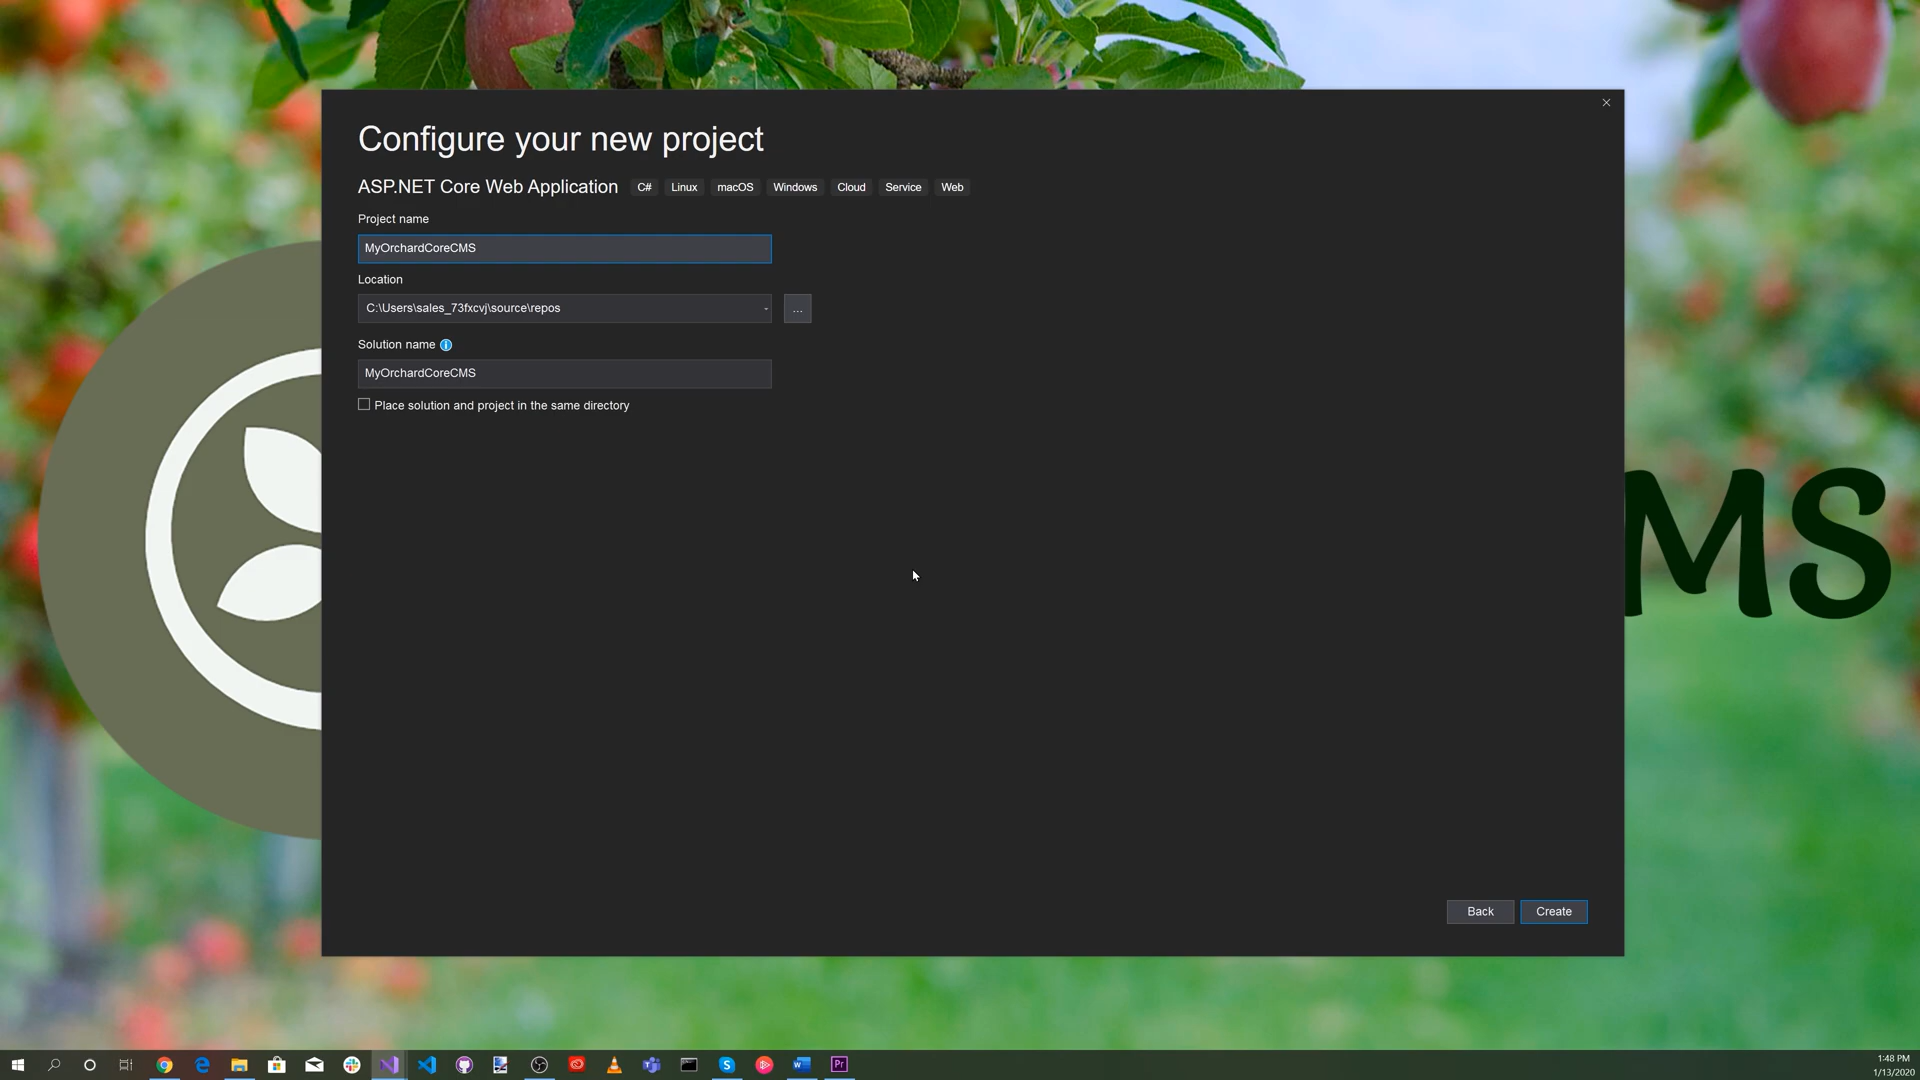 Configure your new project
ASP.NET Core Web Application C# Linux macOS Windows Cloud Service Web
Project name
MyOrchardCoreCMS
Location
C:\Users\sales_73fxcvj\source\repos
...
Solution name
MyOrchardCoreCMS
Place solution and project in the same directory
MS
Back Create
Pr
1:48 PM
1/13/2020